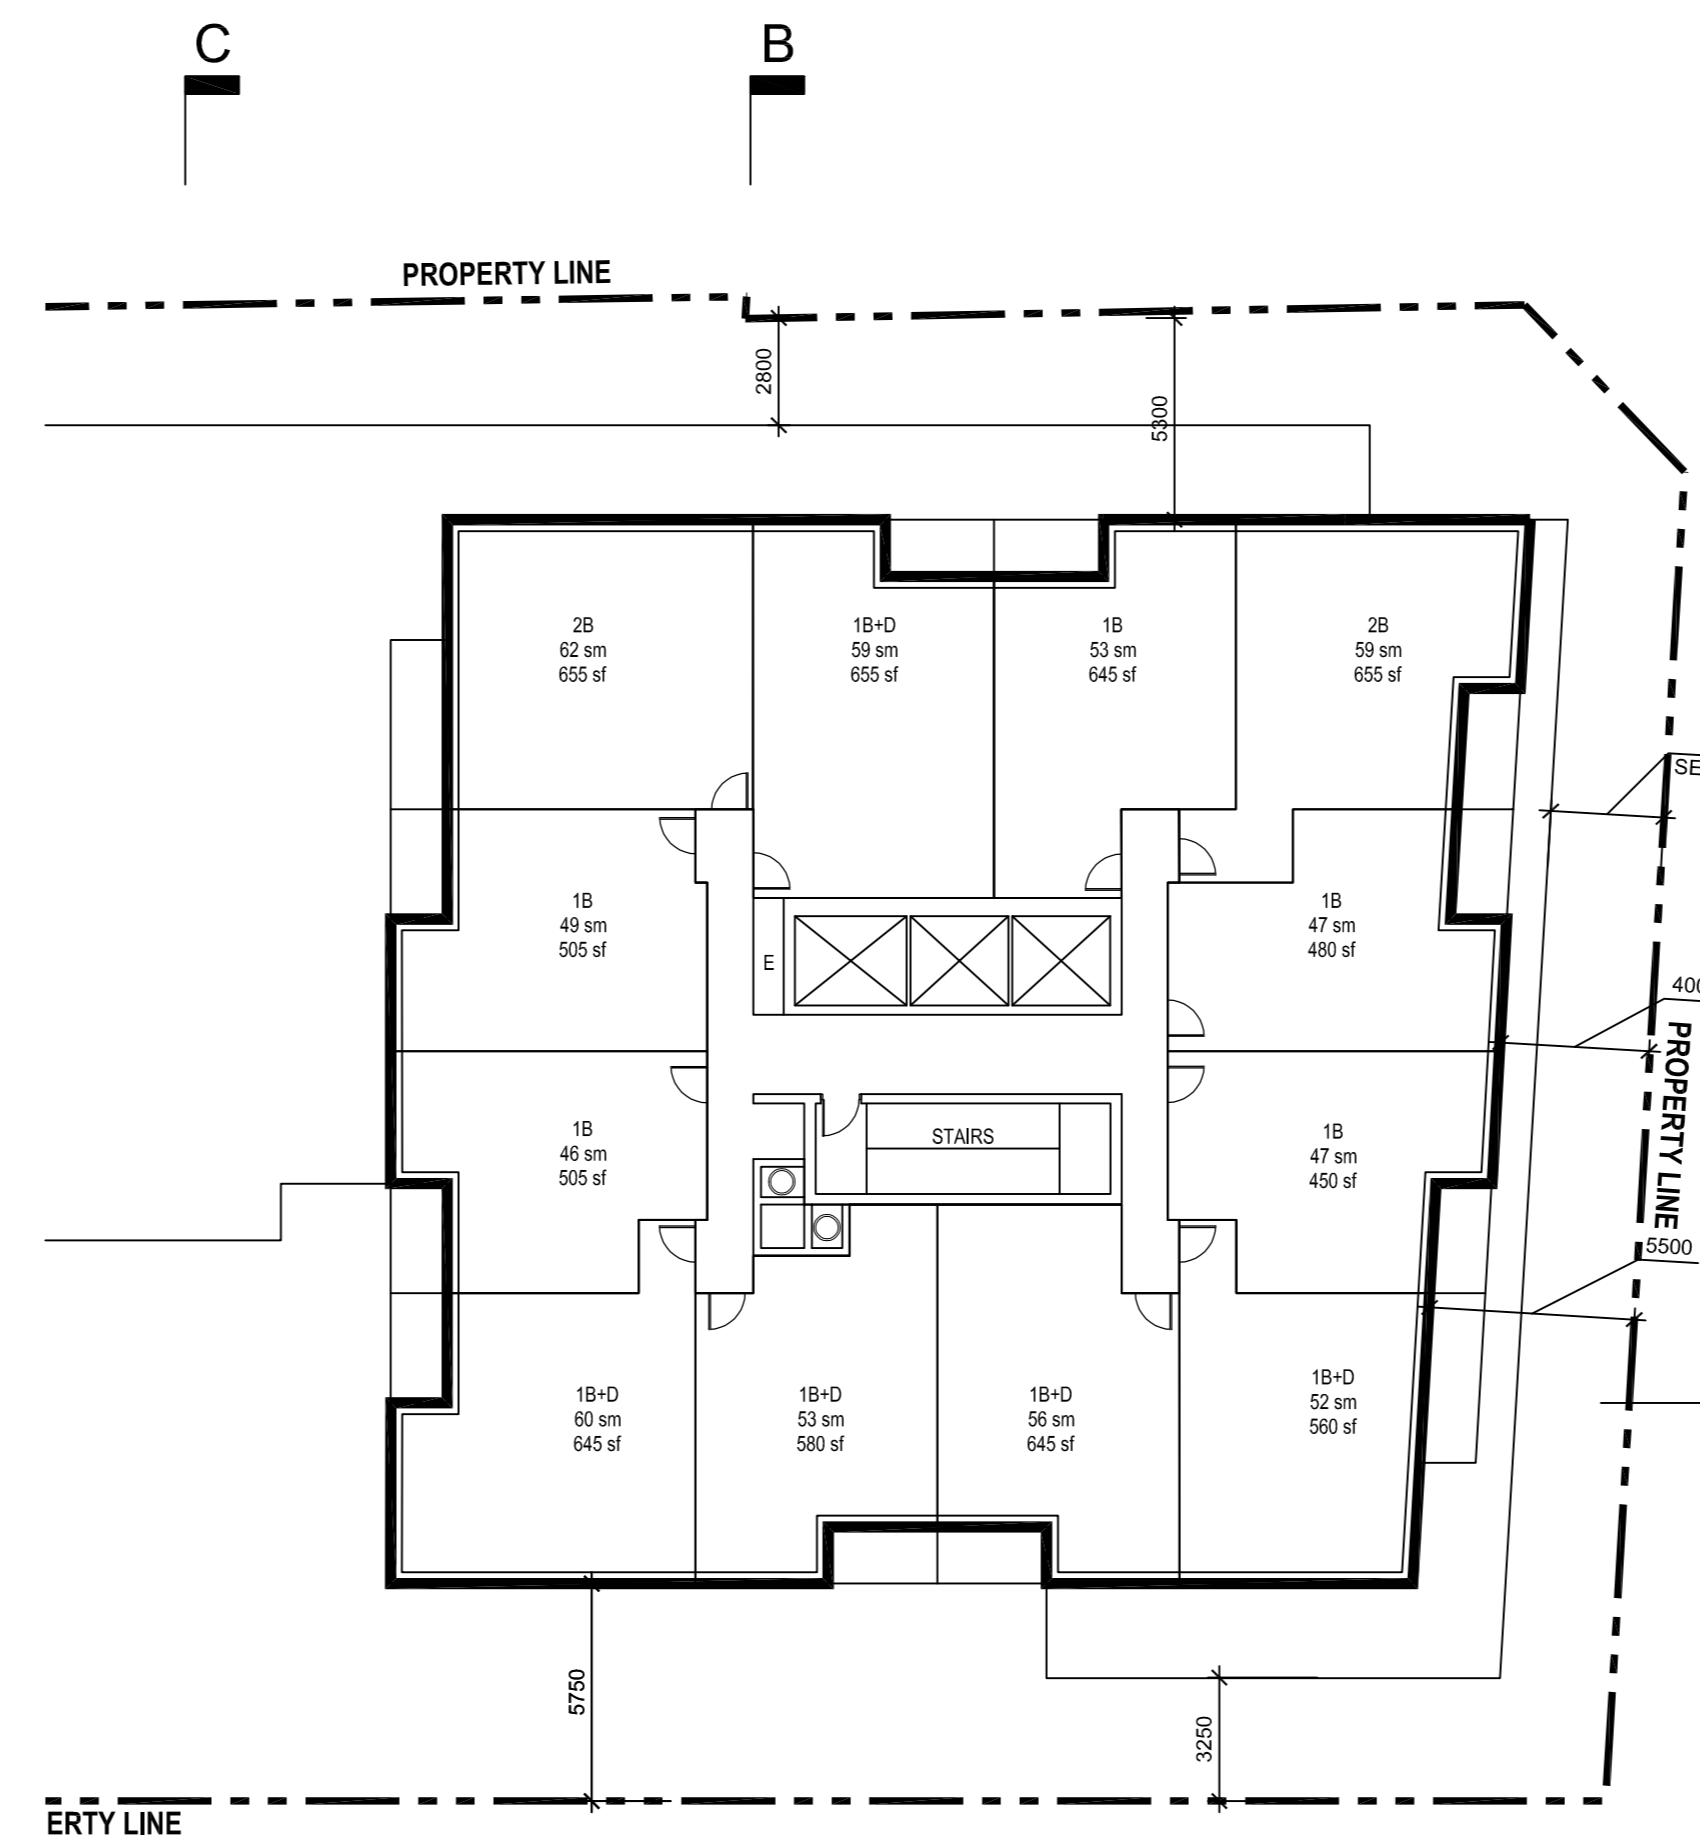 C
B
PROPERTY LINE
2800
5300
2B
62 sm
655 sf
1B+D
59 sm
655 sf
1B
53 sm
645 sf
2B
59 sm
655 sf
SE
1B
49 sm
505 sf
E
1B
47 sm
480 sf
400
PROPERTY LINE
1B
46 sm
505 sf
STAIRS
1B
47 sm
450 sf
5500
1B+D
60 sm
645 sf
1B+D
53 sm
580 sf
1B+D
56 sm
645 sf
1B+D
52 sm
560 sf
5750
3250
ERTY LINE